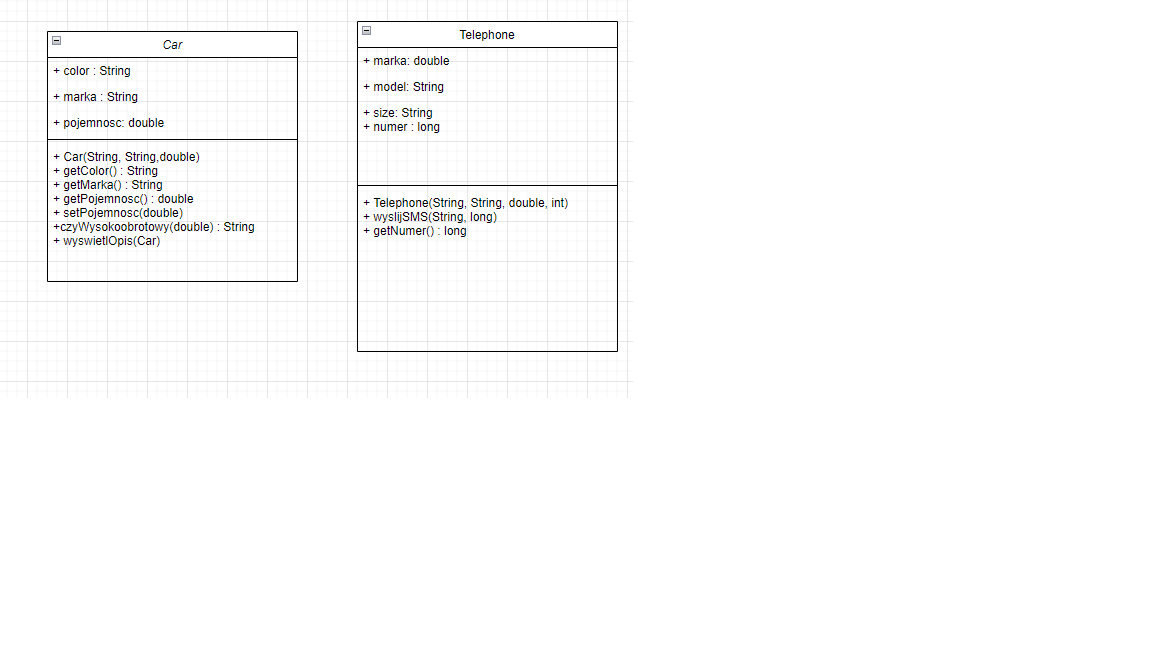 Car
+ color : String
+ marka : String
+ pojemnosc: double
+ Car(String, String,double)
+ getColor() : String
+ getMarka() : String
+ getPojemnosc() : double
+ setPojemnosc(double)
+czyWysokoobrotowy(double) : String
+ wyswietlOpis(Car)
Telephone
+ marka: double
+ model: String
+ size: String
+ numer : long
+ Telephone(String, String, double, int)
+ wyslijSMS(String, long)
+ getNumer() : long